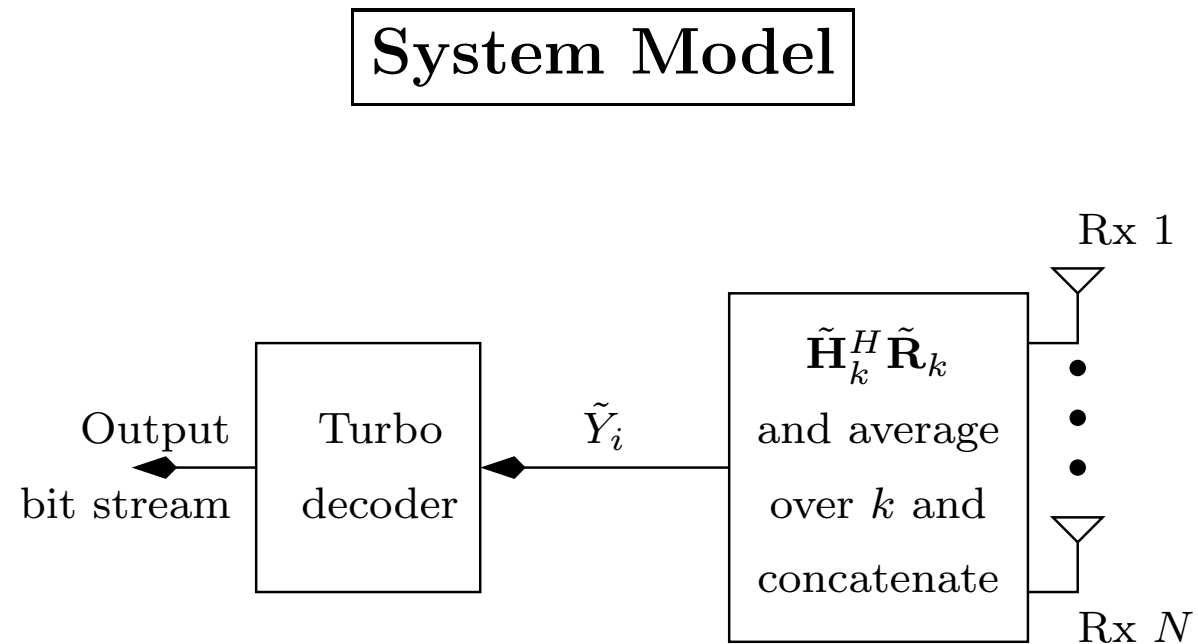 System Model
Rx 1
H̃ₖᴴR̃ₖ
and average
over k and
concatenate
Ỹᵢ
Turbo
decoder
Output
bit stream
Rx N